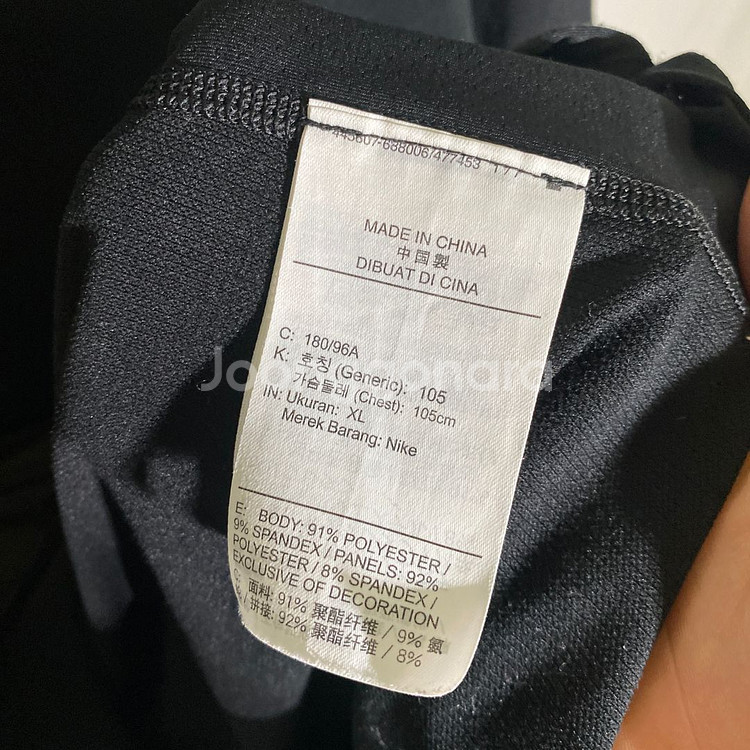 445607-688006/477453
MADE IN CHINA
中国製
DIBUAT DI CINA
C: 180/96A
K: 호칭 (Generic): 105
가슴둘레 (Chest): 105cm
IN: Ukuran: XL
Merek Barang: Nike
E: BODY: 91% POLYESTER /
9% SPANDEX / PANELS: 92%
POLYESTER / 8% SPANDEX /
EXCLUSIVE OF DECORATION
C: 面料: 91% 聚酯纤维 / 9% 氨
拼接: 92% 聚酯纤维 / 8%